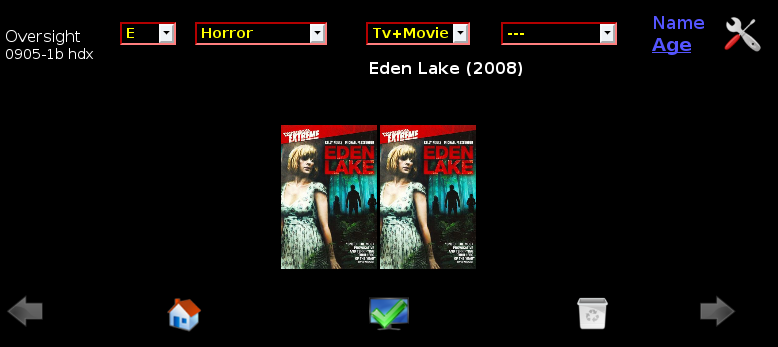 Oversight
0905-1b hdx
E
Horror
Tv+Movie
---
Name
Age
Eden Lake (2008)
EXTREME
EDEN
LAKE
EXTREME
EDEN
LAKE